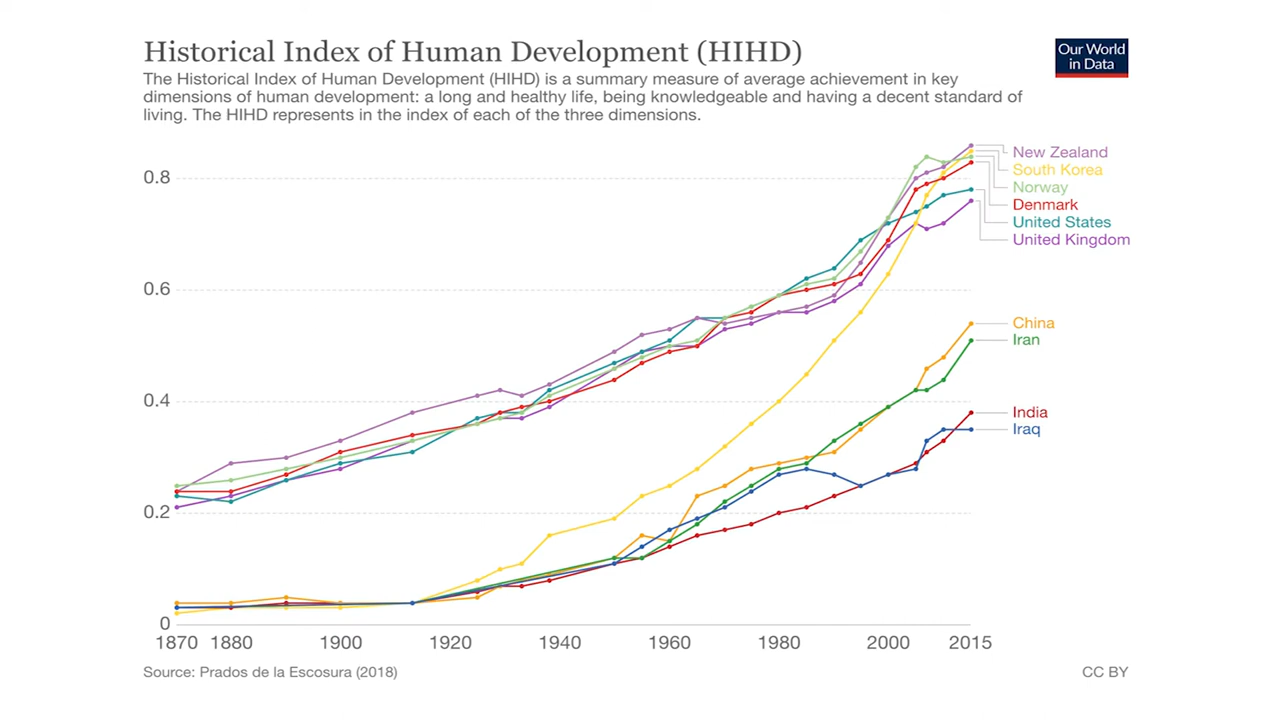 Historical Index of Human Development (HIHD)
Our World
in Data
The Historical Index of Human Development (HIHD) is a summary measure of average achievement in key
dimensions of human development: a long and healthy life, being knowledgeable and having a decent standard of
living. The HIHD represents in the index of each of the three dimensions.
0.8
0.6
0.4
0.2
0
New Zealand
South Korea
Norway
Denmark
United States
United Kingdom
China
Iran
India
Iraq
1870 1880 1900 1920 1940 1960 1980 2000 2015
Source: Prados de la Escosura (2018)
CC BY